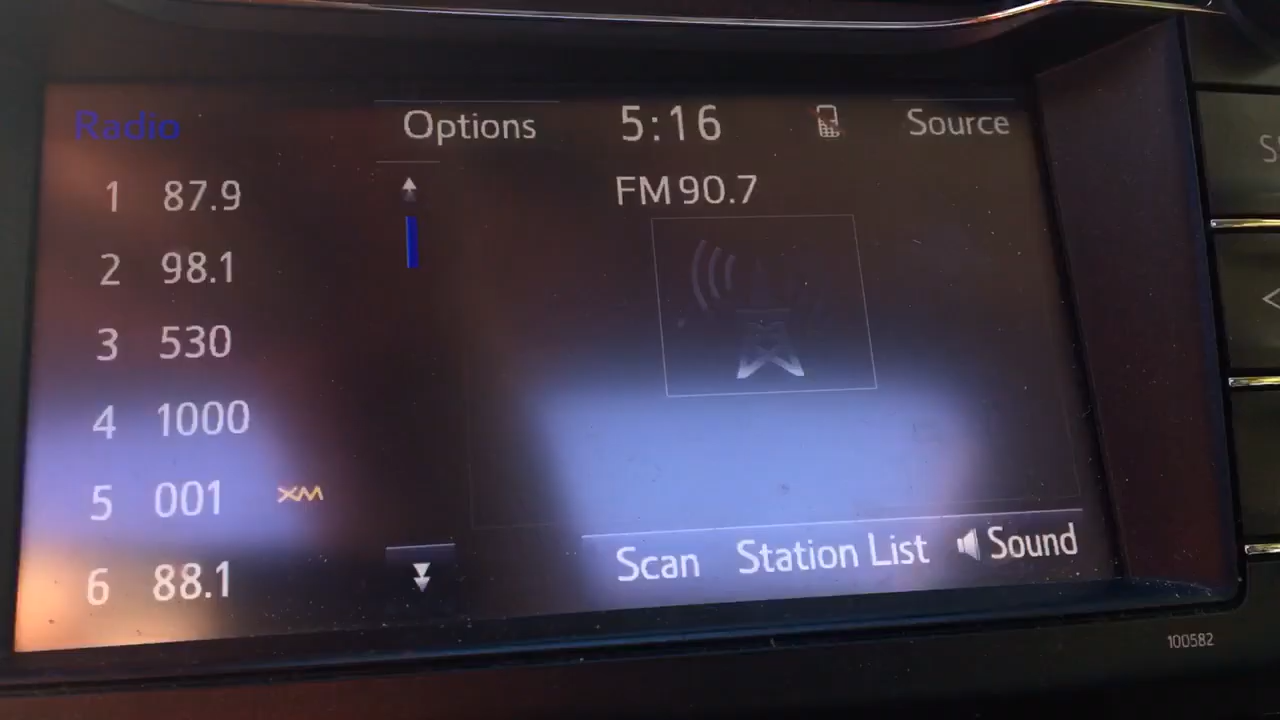 Radio Options 5:16 Source
FM 90.7
1 87.9
2 98.1
3 530
4 1000
5 001 XM
6 88.1
Scan Station List Sound
100582